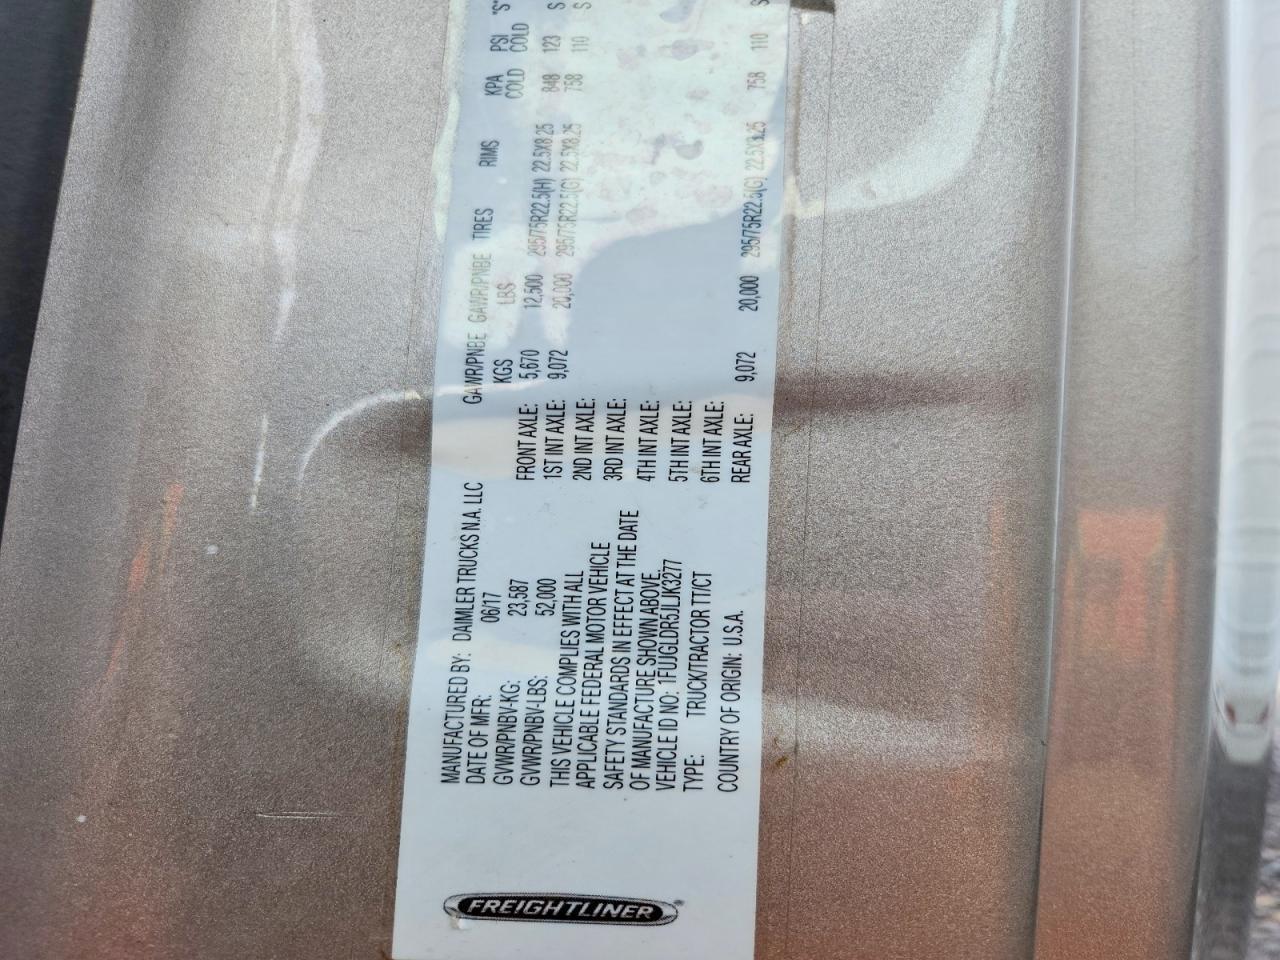 FREIGHTLINER
MANUFACTURED BY: DAIMLER TRUCKS N.A. LLC
DATE OF MFR: 06/17
GVWR/PNBV-KG: 23,587
GVWR/PNBV-LBS: 52,000
THIS VEHICLE COMPLIES WITH ALL
APPLICABLE FEDERAL MOTOR VEHICLE
SAFETY STANDARDS IN EFFECT AT THE DATE
OF MANUFACTURE SHOWN ABOVE.
VEHICLE ID NO: 1FUJGLDR5JLJK3277
TYPE: TRUCK/TRACTOR TT/CT
COUNTRY OF ORIGIN: U.S.A.
GAWR/PNBE GAWR/PNBE TIRES RIMS KPA PSI "S"
KGS LBS COLD COLD
FRONT AXLE: 5,670 12,500 295/75R22.5(H) 22.5X8.25 848 123 S
1ST INT AXLE: 9,072 20,000 295/75R22.5(G) 22.5X8.25 758 110 S
2ND INT AXLE:
3RD INT AXLE:
4TH INT AXLE:
5TH INT AXLE:
6TH INT AXLE:
REAR AXLE: 9,072 20,000 295/75R22.5(G) 22.5X8.25 758 110 S